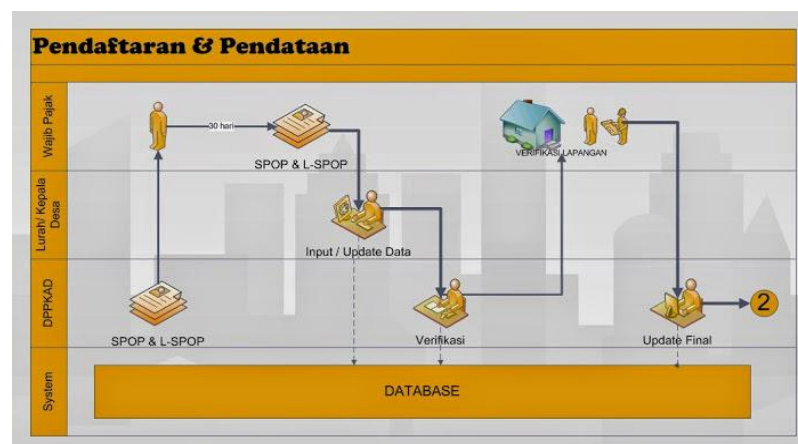 Pendaftaran & Pendataan
Wajib Pajak
30 hari
SPOP & L-SPOP
VERIFIKASI LAPANGAN
Lurah/ Kepala
Desa
Input / Update Data
DPPKAD
SPOP & L-SPOP
Verifikasi
Update Final
2
System
DATABASE